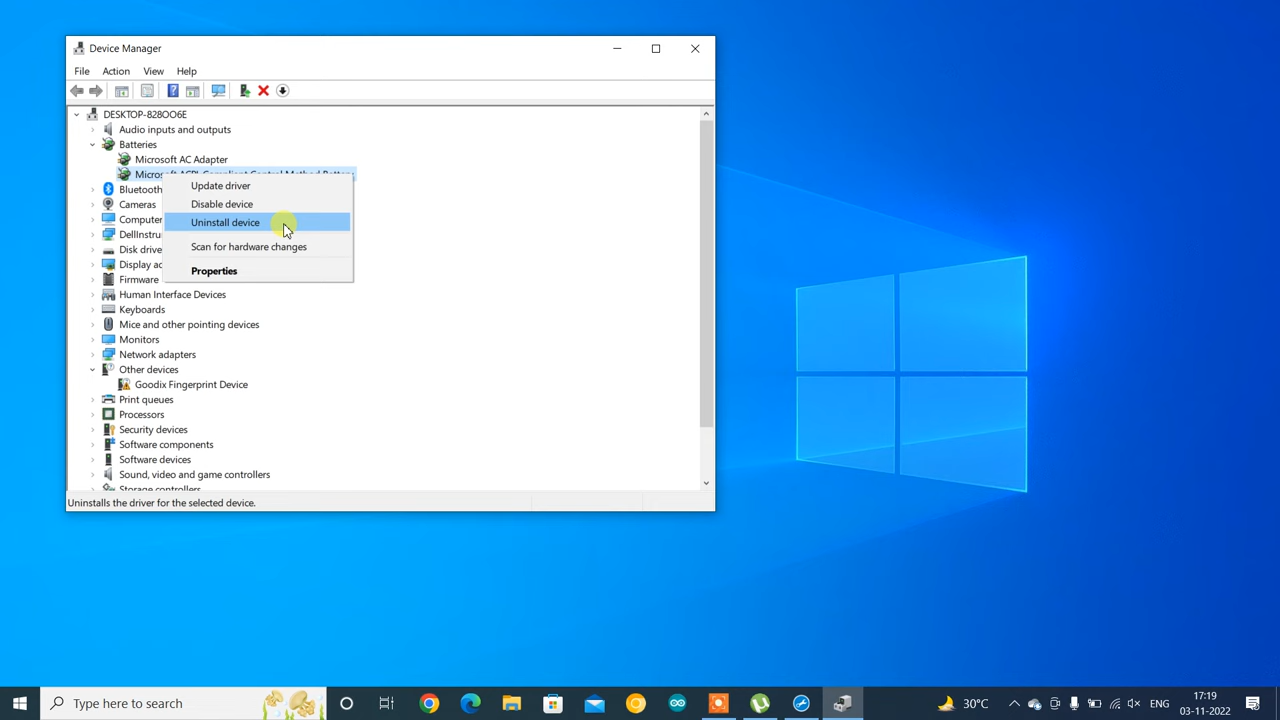 Device Manager
File Action View Help
DESKTOP-828OO6E
Audio inputs and outputs
Batteries
Microsoft AC Adapter
Microsoft ACPI-Compliant Control Method Battery
Update driver
Disable device
Uninstall device
Scan for hardware changes
Properties
Bluetooth
Cameras
Computer
DellInstru
Disk drive
Display ad
Firmware
Human Interface Devices
Keyboards
Mice and other pointing devices
Monitors
Network adapters
Other devices
Goodix Fingerprint Device
Print queues
Processors
Security devices
Software components
Software devices
Sound, video and game controllers
Storage controllers
Uninstalls the driver for the selected device.
Type here to search
30°C
ENG
17:19
03-11-2022